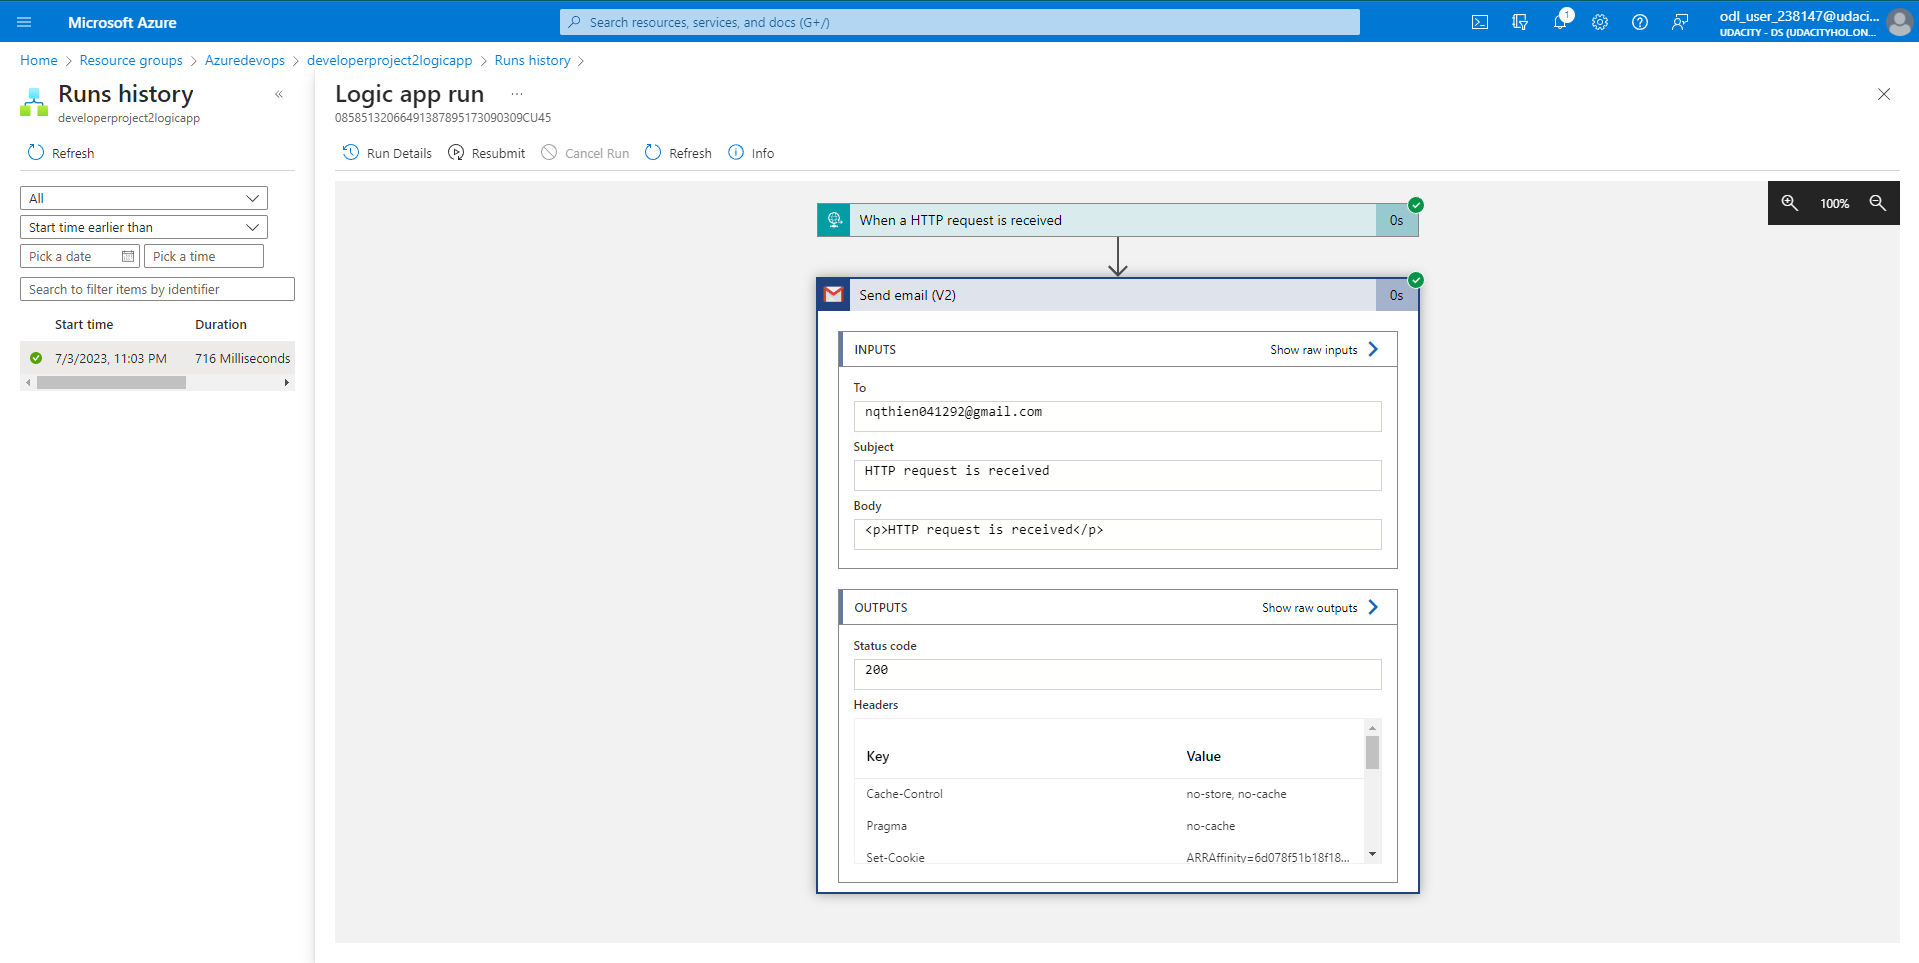 Microsoft Azure
Search resources, services, and docs (G+/)
1
odl_user_238147@udaci...
UDACITY - DS (UDACITYHOL.ON...
Home > Resource groups > Azuredevops > developerproject2logicapp > Runs history >
Runs history
«
developerproject2logicapp
Refresh
All
Start time earlier than
Pick a date
Pick a time
Search to filter items by identifier
Start time Duration
7/3/2023, 11:03 PM 716 Milliseconds
Logic app run ...
08585132066491387895173090309CU45
Run Details Resubmit Cancel Run Refresh Info
100%
When a HTTP request is received 0s
Send email (V2) 0s
INPUTS Show raw inputs
To
nqthien041292@gmail.com
Subject
HTTP request is received
Body
<p>HTTP request is received</p>
OUTPUTS Show raw outputs
Status code
200
Headers
Key Value
Cache-Control no-store, no-cache
Pragma no-cache
Set-Cookie ARRAffinity=6d078f51b18f18...